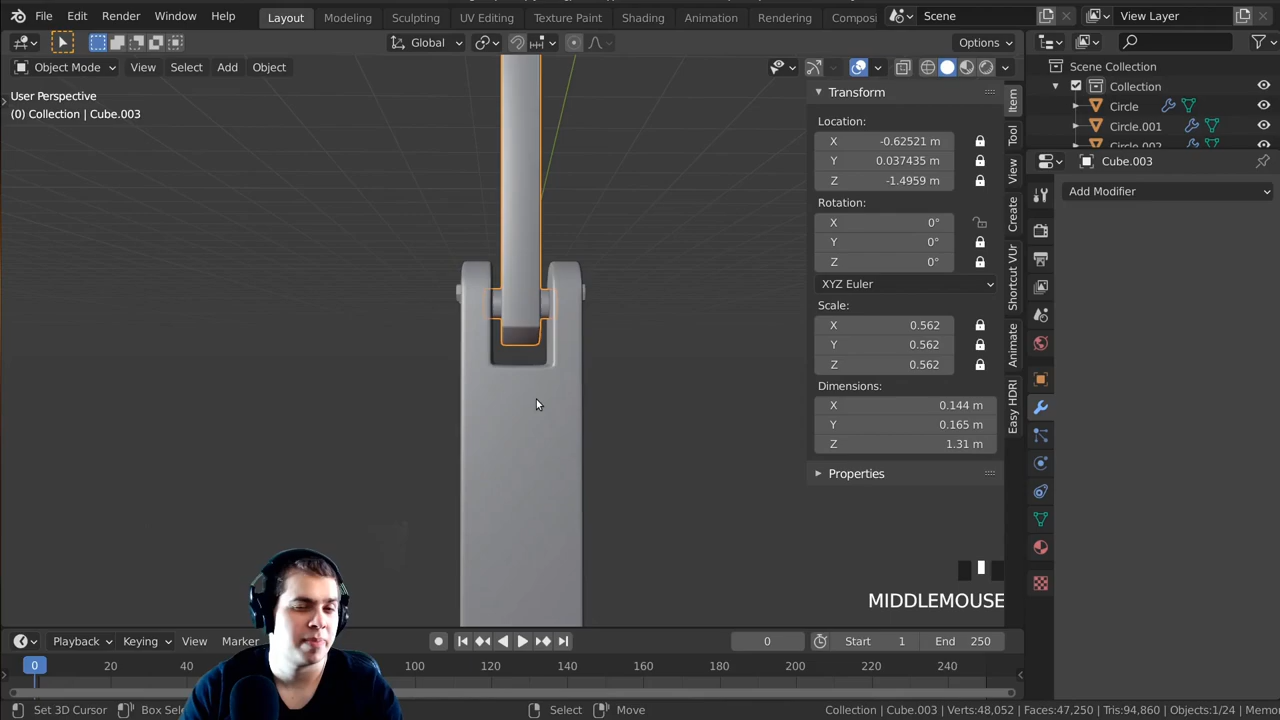 File Edit Render Window Help Layout Modeling Sculpting UV Editing Texture Paint Shading Animation Rendering Composi Scene View Layer
Global Options
Object Mode View Select Add Object
User Perspective
(0) Collection | Cube.003
Transform
Location:
X -0.62521 m
Y 0.037435 m
Z -1.4959 m
Rotation:
X 0°
Y 0°
Z 0°
XYZ Euler
Scale:
X 0.562
Y 0.562
Z 0.562
Dimensions:
X 0.144 m
Y 0.165 m
Z 1.31 m
Properties
Item
Tool
View
Create
Shortcut VUr
Animate
Easy HDRI
Scene Collection
Collection
Circle
Circle.001
Circle.002
Cube.003
Add Modifier
MIDDLEMOUSE
Playback Keying View Marker 0 Start 1 End 250
0 20 40 100 120 140 160 180 200 220 240
Set 3D Cursor Box Sel Select Move Collection | Cube.003 | Verts:48,052 | Faces:47,250 | Tris:94,860 | Objects:1/24 | Memo